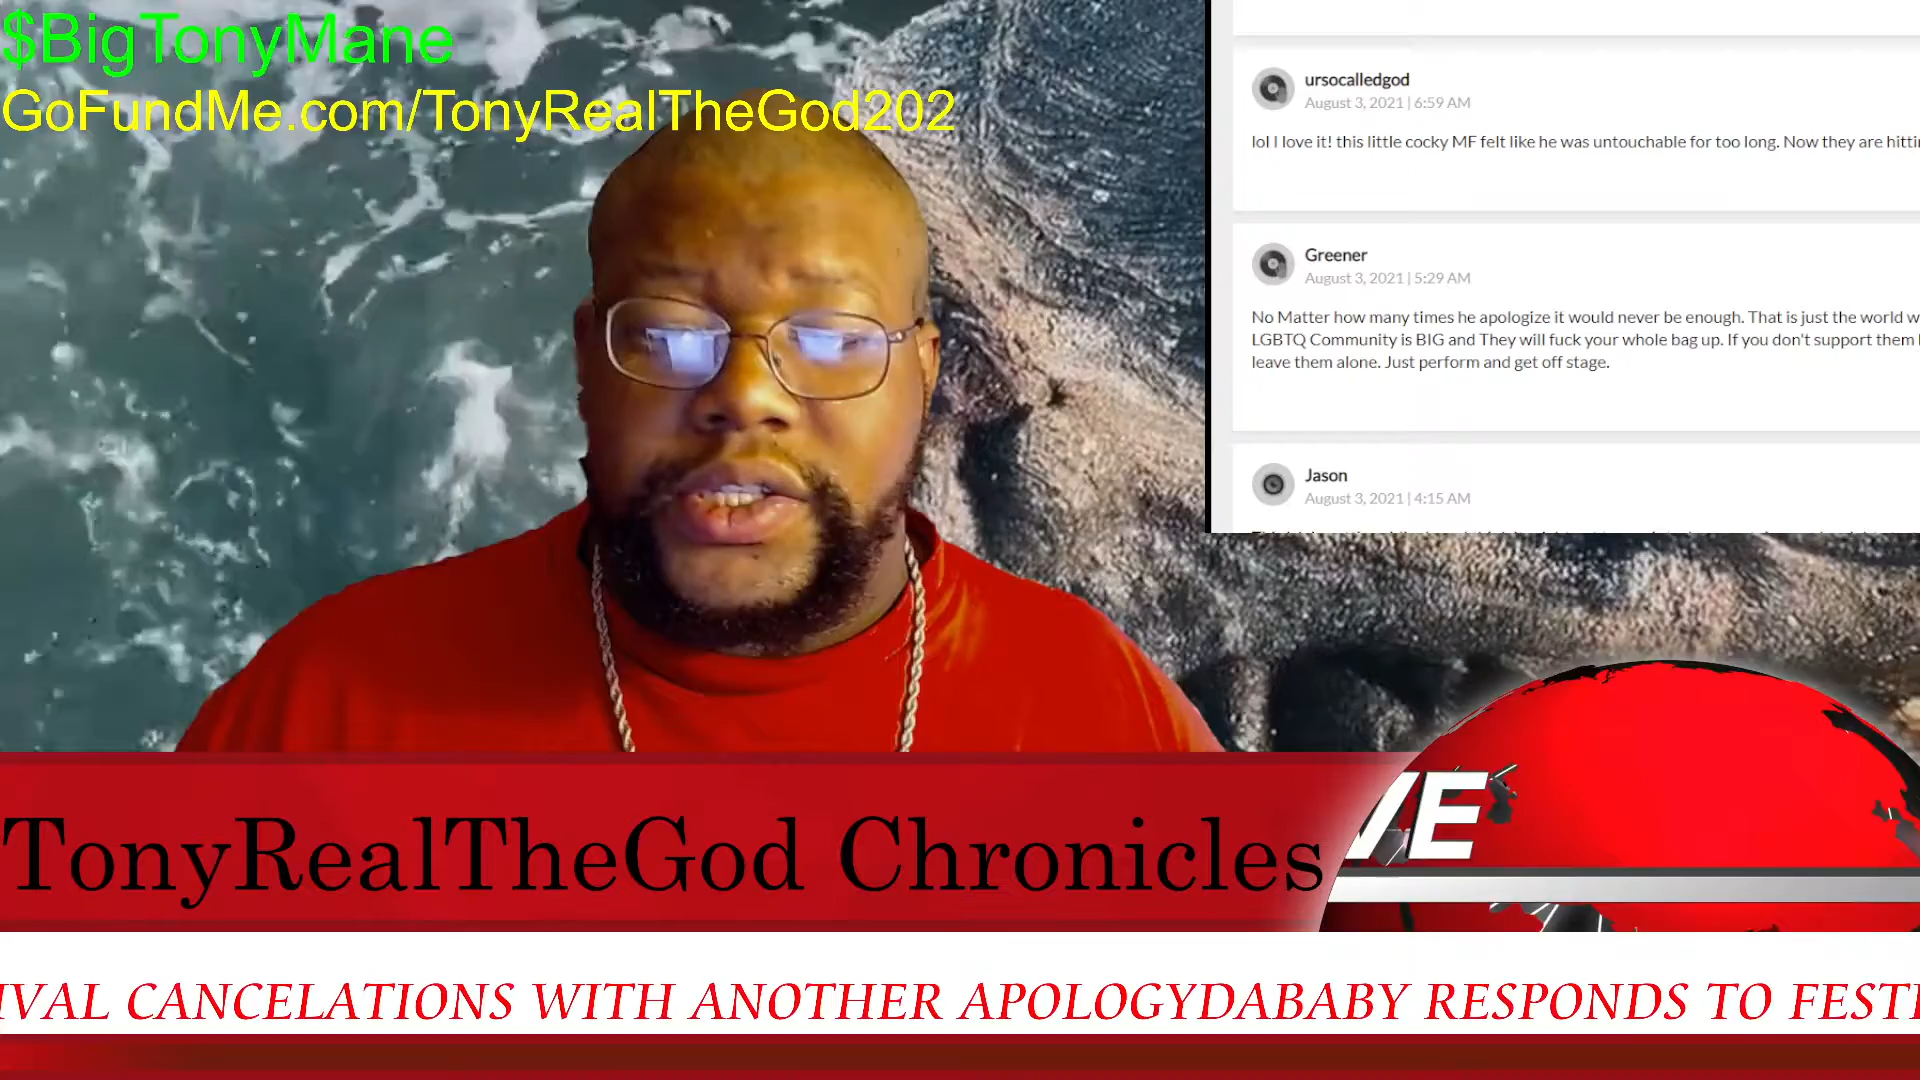 $BigTonyMane
GoFundMe.com/TonyRealTheGod202
ursocalledgod
August 3, 2021 | 6:59 AM
lol I love it! this little cocky MF felt like he was untouchable for too long. Now they are
Greener
August 3, 2021 | 5:29 AM
No Matter how many times he apologize it would never be enough. That is just the world
LGBTQ Community is BIG and They will fuck your whole bag up. If you don't support them
leave them alone. Just perform and get off stage.
Jason
August 3, 2021 | 4:15 AM
VE
TonyRealTheGod Chronicles
IVAL CANCELATIONS WITH ANOTHER APOLOGYDABABY RESPONDS TO FESTI